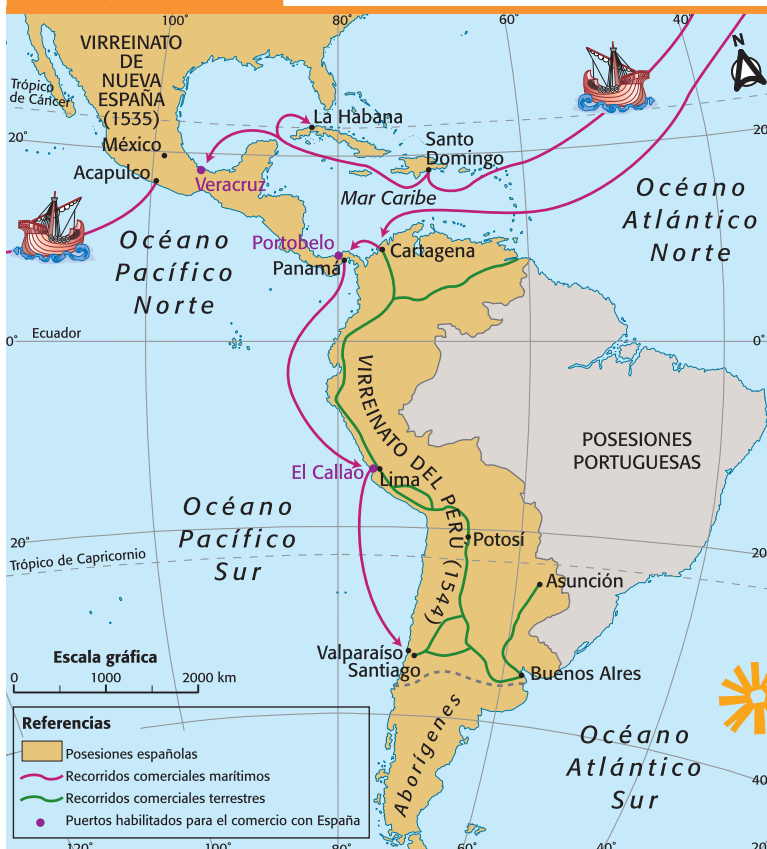 100°
80°
60°
40°
N
VIRREINATO
DE
NUEVA
ESPAÑA
(1535)
Trópico
de Cáncer
20°
20
La Habana
México
Acapulco
Veracruz
Santo
Domingo
Mar Caribe
Océano
Atlántico
Norte
Océano
Pacífico
Norte
Portobelo
Panamá
Cartagena
0°
Ecuador
0°
VIRREINATO DEL PERÚ (1544)
POSESIONES
PORTUGUESAS
El Callao
Lima
Océano
Pacífico
Sur
20°
20
Trópico de Capricornio
Potosí
Asunción
Valparaíso
Santiago
Buenos AIres
Aborígenes
Escala gráfica
0 1000 2000 km
Océano
Atlántico
Sur
Referencias
Posesiones españolas
Recorridos comerciales marítimos
Recorridos comerciales terrestres
Puertos habilitados para el comercio con España
40
120°
100°
80°
60°
40°
20°